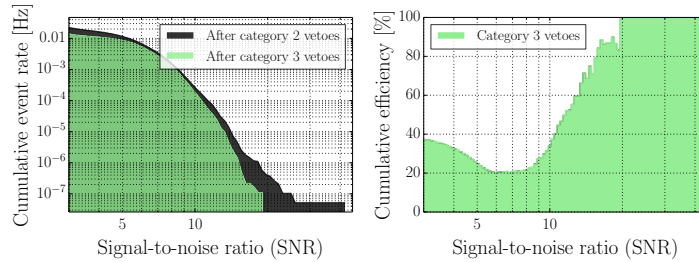 Cumulative event rate [Hz]
0.01
10−3
10−4
10−5
10−6
10−7
After category 2 vetoes
After category 3 vetoes
5
10
Signal-to-noise ratio (SNR)
Cumulative efficiency [%]
100
80
60
40
20
0
Category 3 vetoes
5
10
Signal-to-noise ratio (SNR)